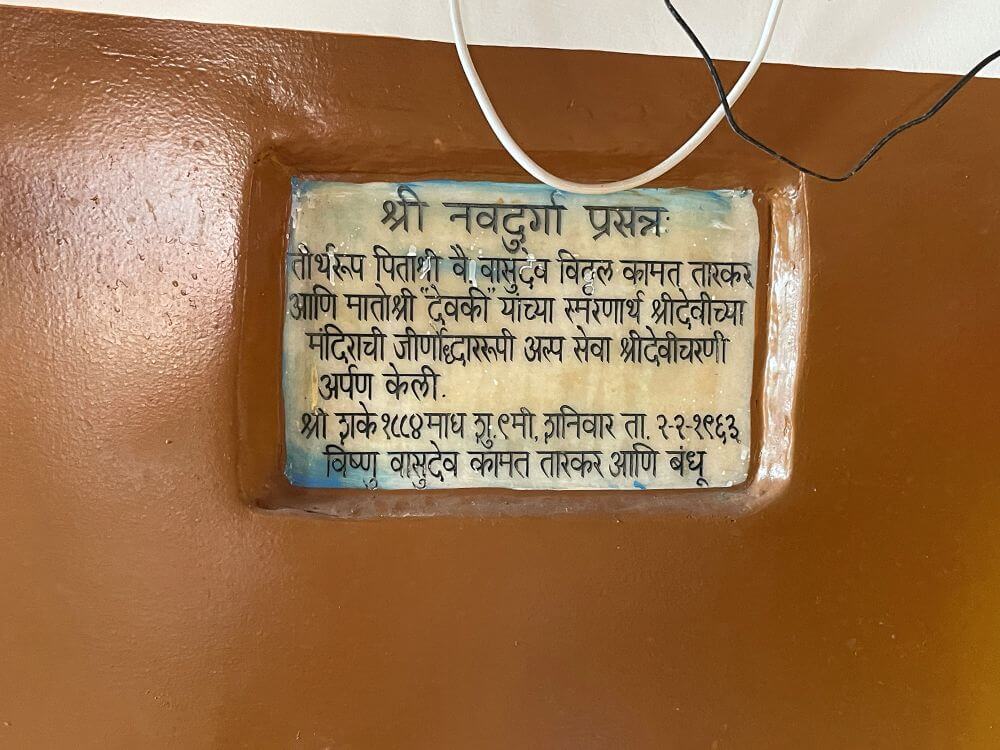 श्री नवदुर्गा प्रसन्नः
तीर्थरूप पिताश्री वै वासुदेव विठ्ठल कामत तारकर
आणि मातोश्री "देवकी" यांच्या स्मरणार्थ श्रीदेवीच्या
मंदिराची जीर्णोद्धाररूपी अल्प सेवा श्रीदेवीचरणी
अर्पण केली.
श्री शके १८८४ माघ शु.९मी, शनिवार ता. २-२-१९६३
विष्णु वासुदेव कामत तारकर आणि बंधू